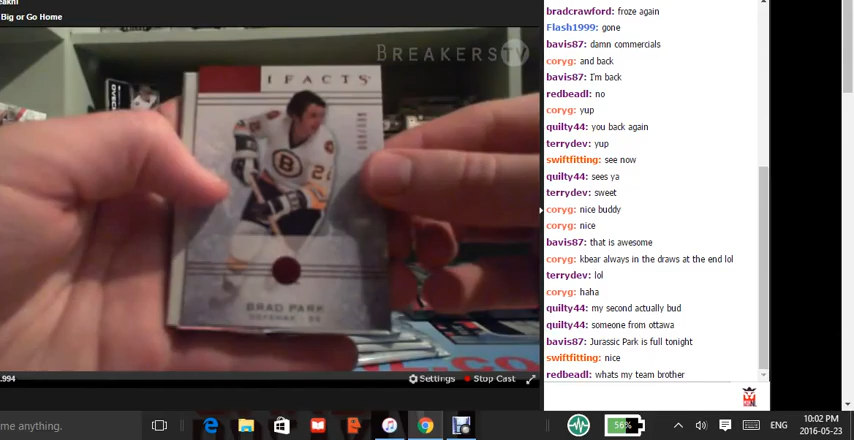 eakni
Big or Go Home
BREAKERSTV
IFACTS
BRAD PARK
.994
Settings
Stop Cast
bradcrawford: froze again
Flash1999: gone
bavis87: damn commercials
coryg: and back
bavis87: I'm back
redbeadl: no
coryg: yup
quilty44: you back again
terrydev: yup
swiftfitting: see now
quilty44: sees ya
terrydev: sweet
coryg: nice buddy
coryg: nice
bavis87: that is awesome
coryg: kbear always in the draws at the end lol
terrydev: lol
coryg: haha
quilty44: my second actually bud
quilty44: someone from ottawa
bavis87: Jurassic Park is full tonight
swiftfitting: nice
redbeadl: whats my team brother
me anything.
56%
ENG
10:02 PM
2016-05-23